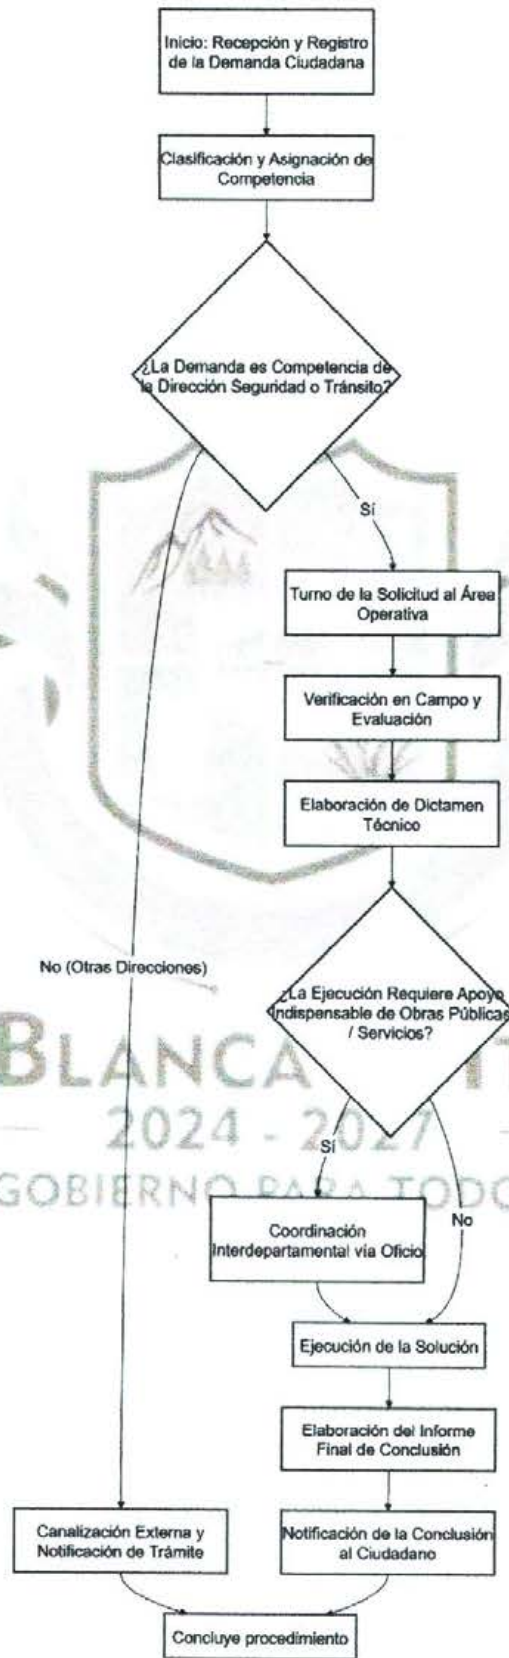 Inicio: Recepción y Registro
de la Demanda Ciudadana
Clasificación y Asignación de
Competencia
¿La Demanda es Competencia de
la Dirección Seguridad o Tránsito?
Sí
Turno de la Solicitud al Área
Operativa
Verificación en Campo y
Evaluación
Elaboración de Dictamen
Técnico
No (Otras Direcciones)
¿La Ejecución Requiere Apoyo
Indispensable de Obras Públicas
/ Servicios?
BLANCA
2024 - 2027
GOBIERNO PARA TODO
Sí
No
Coordinación
Interdepartamental vía Oficio
Ejecución de la Solución
Elaboración del Informe
Final de Conclusión
Canalización Externa y
Notificación de Trámite
Notificación de la Conclusión
al Ciudadano
Concluye procedimiento